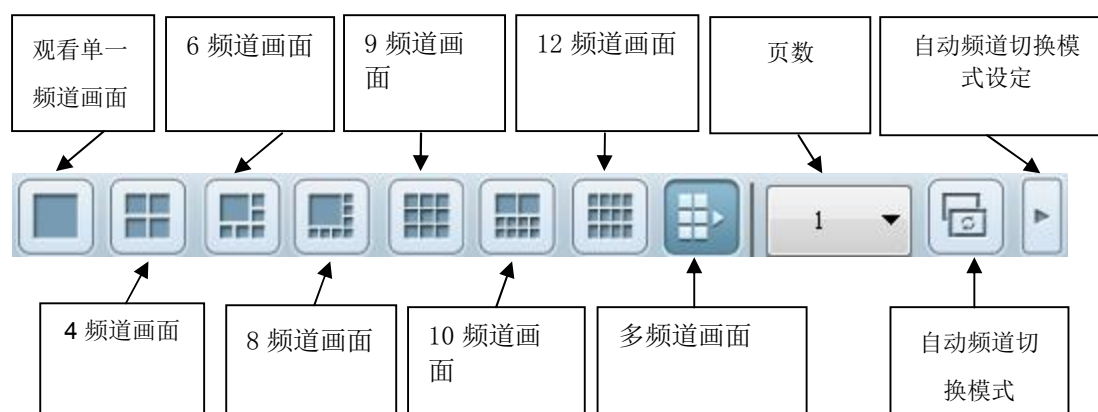 观看单一
频道画面
6 频道画面
9 频道画
面
12 频道画面
页数
自动频道切换模
式设定
1
4 频道画面
8 频道画面
10 频道画
面
多频道画面
自动频道切
换模式